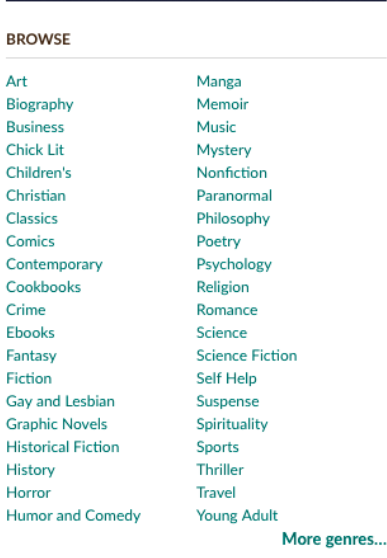 BROWSE
Art
Biography
Business
Chick Lit
Children's
Christian
Classics
Comics
Contemporary
Cookbooks
Crime
Ebooks
Fantasy
Fiction
Gay and Lesbian
Graphic Novels
Historical Fiction
History
Horror
Humor and Comedy
Manga
Memoir
Music
Mystery
Nonfiction
Paranormal
Philosophy
Poetry
Psychology
Religion
Romance
Science
Science Fiction
Self Help
Suspense
Spirituality
Sports
Thriller
Travel
Young Adult
More genres...